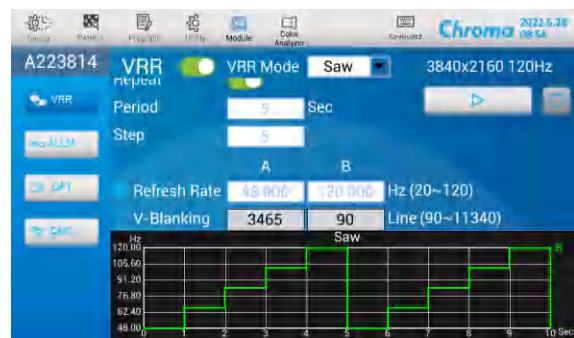 Timing Pattern Program Utility Module Color Analyzer Keyboard Chroma 2022.5.28 08:54
A223814 VRR VRR Mode Saw 3840x2160 120Hz
Repeat
VRR Period 5 Sec
Step 5
ALLM
A B
Refresh Rate 48.000 120.000 Hz (20~120)
V-Blanking 3465 90 Line (90~11340)
Hz Saw
120.00 B
105.60
91.20
76.80
62.40
48.00
0 1 2 3 4 5 6 7 8 9 10 Sec